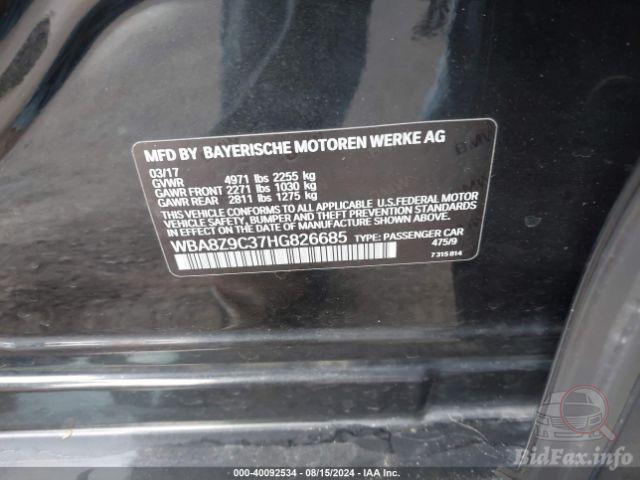 MFD BY BAYERISCHE MOTOREN WERKE AG
03/17
GVWR 4971 lbs 2255 kg
GAWR FRONT 2271 lbs 1030 kg
GAWR REAR 2811 lbs 1275 kg
THIS VEHICLE CONFORMS TO ALL APPLICABLE U.S.FEDERAL MOTOR
VEHICLE SAFETY, BUMPER AND THEFT PREVENTION STANDARDS
IN EFFECT ON THE DATE OF MANUFACTURE SHOWN ABOVE.
WBA8Z9C37HG826685 TYPE: PASSENGER CAR
475/9
7 315 814
BidFax.info
000-40092534 - 08/15/2024 - IAA Inc.